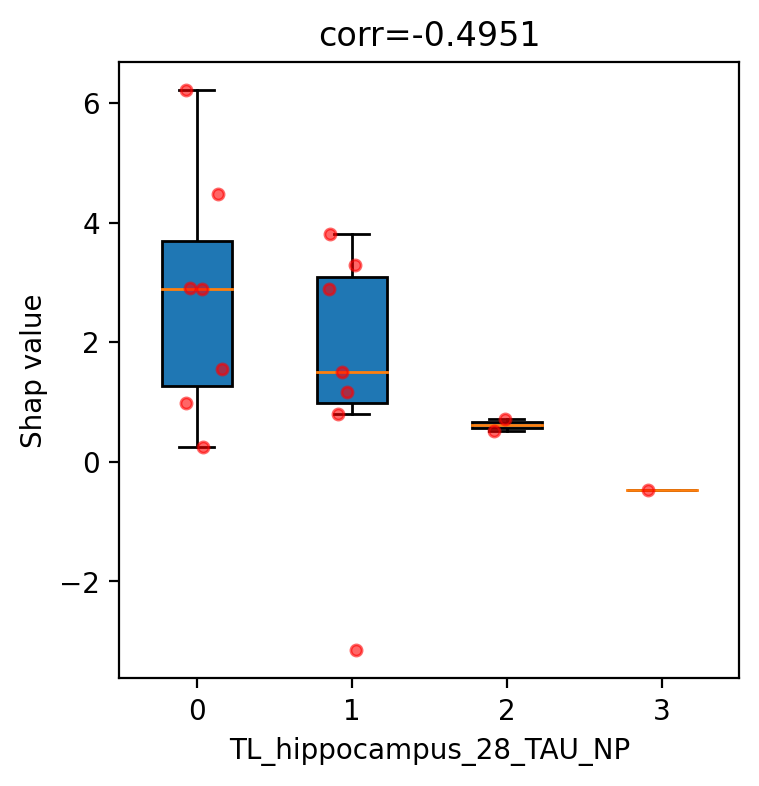 corr=-0.4951
6
4
2
0
−2
Shap value
0 1 2 3
TL_hippocampus_28_TAU_NP